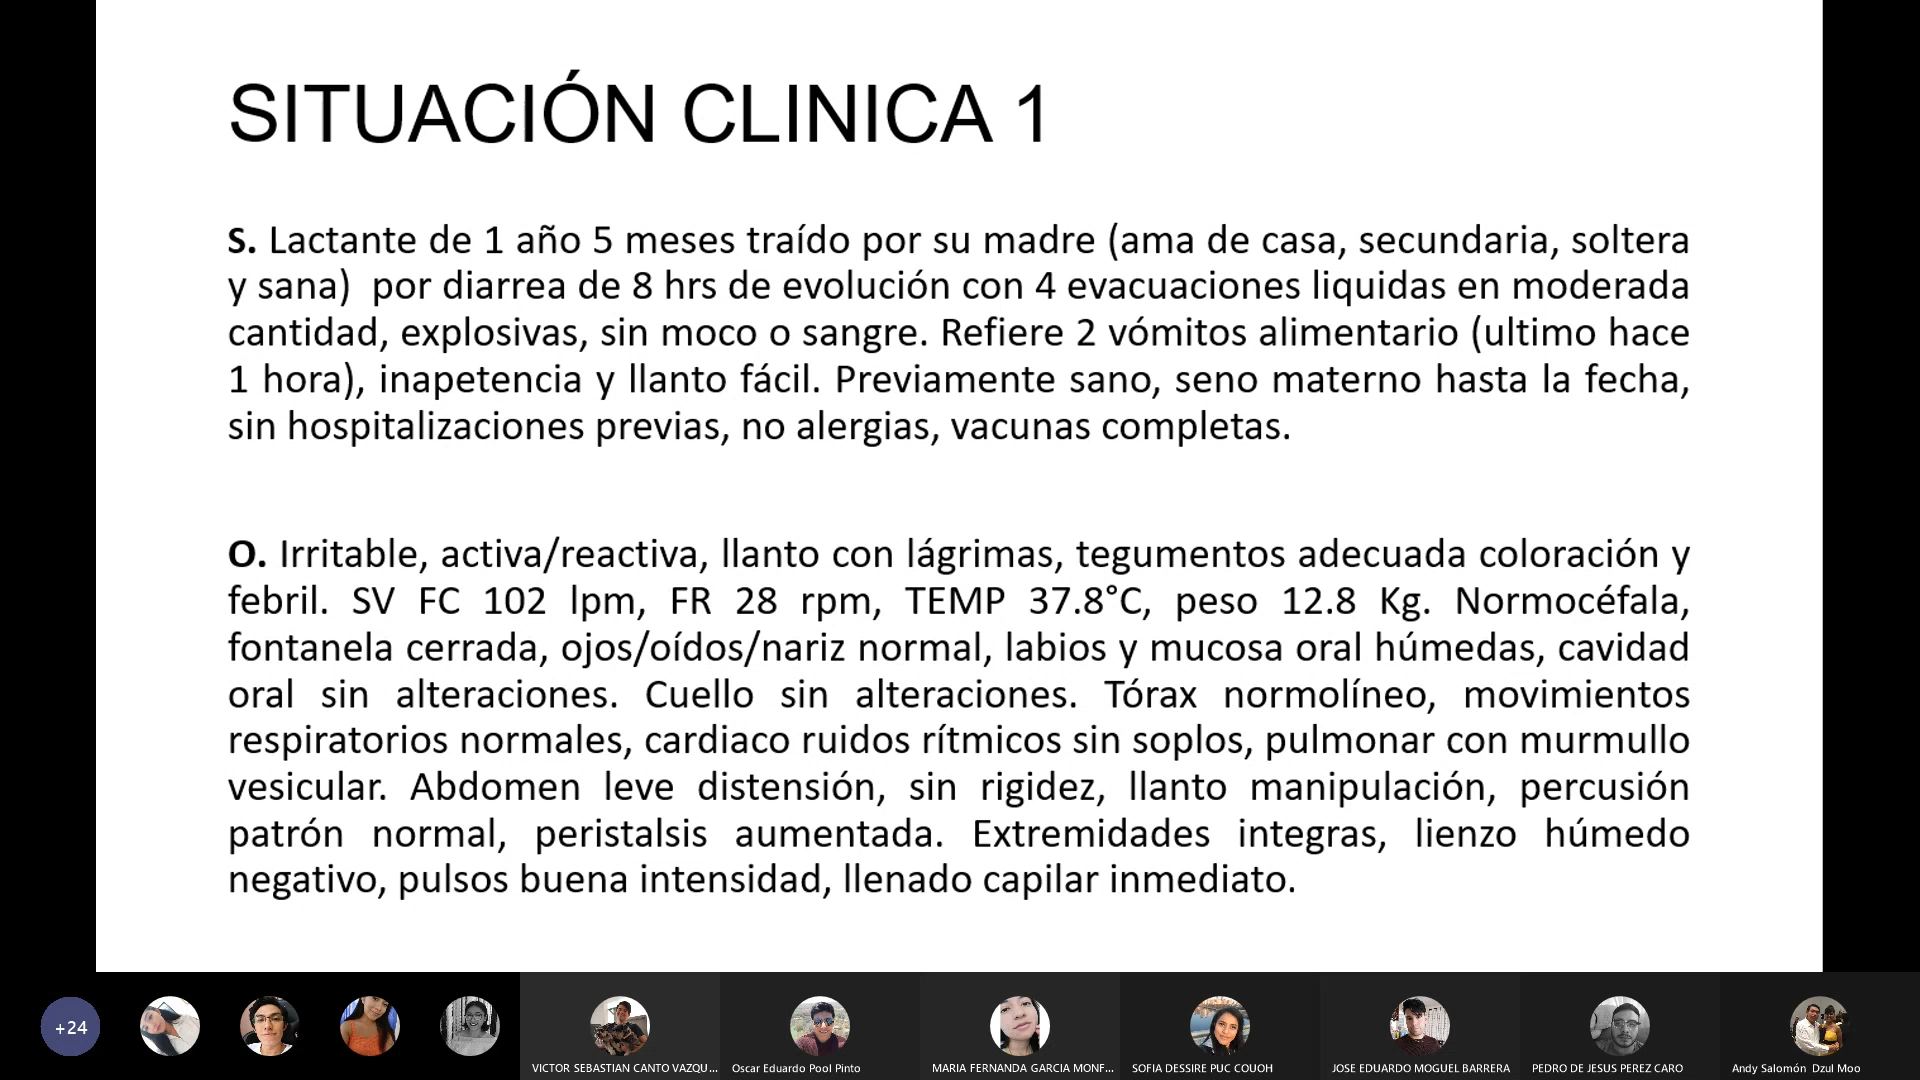 SITUACIÓN CLINICA 1
S. Lactante de 1 año 5 meses traído por su madre (ama de casa, secundaria, soltera
y sana)  por diarrea de 8 hrs de evolución con 4 evacuaciones liquidas en moderada
cantidad, explosivas, sin moco o sangre. Refiere 2 vómitos alimentario (ultimo hace
1 hora), inapetencia y llanto fácil. Previamente sano, seno materno hasta la fecha,
sin hospitalizaciones previas, no alergias, vacunas completas.
O. Irritable, activa/reactiva, llanto con lágrimas, tegumentos adecuada coloración y
febril. SV FC 102 lpm, FR 28 rpm, TEMP 37.8°C, peso 12.8 Kg. Normocéfala,
fontanela cerrada, ojos/oídos/nariz normal, labios y mucosa oral húmedas, cavidad
oral sin alteraciones. Cuello sin alteraciones. Tórax normolíneo, movimientos
respiratorios normales, cardiaco ruidos rítmicos sin soplos, pulmonar con murmullo
vesicular. Abdomen leve distensión, sin rigidez, llanto manipulación, percusión
patrón normal, peristalsis aumentada. Extremidades integras, lienzo húmedo
negativo, pulsos buena intensidad, llenado capilar inmediato.
+24
VICTOR SEBASTIAN CANTO VAZQU...
Oscar Eduardo Pool Pinto
MARIA FERNANDA GARCIA MONF...
SOFIA DESSIRE PUC COUOH
JOSE EDUARDO MOGUEL BARRERA
PEDRO DE JESUS PEREZ CARO
Andy Salomón Dzul Moo